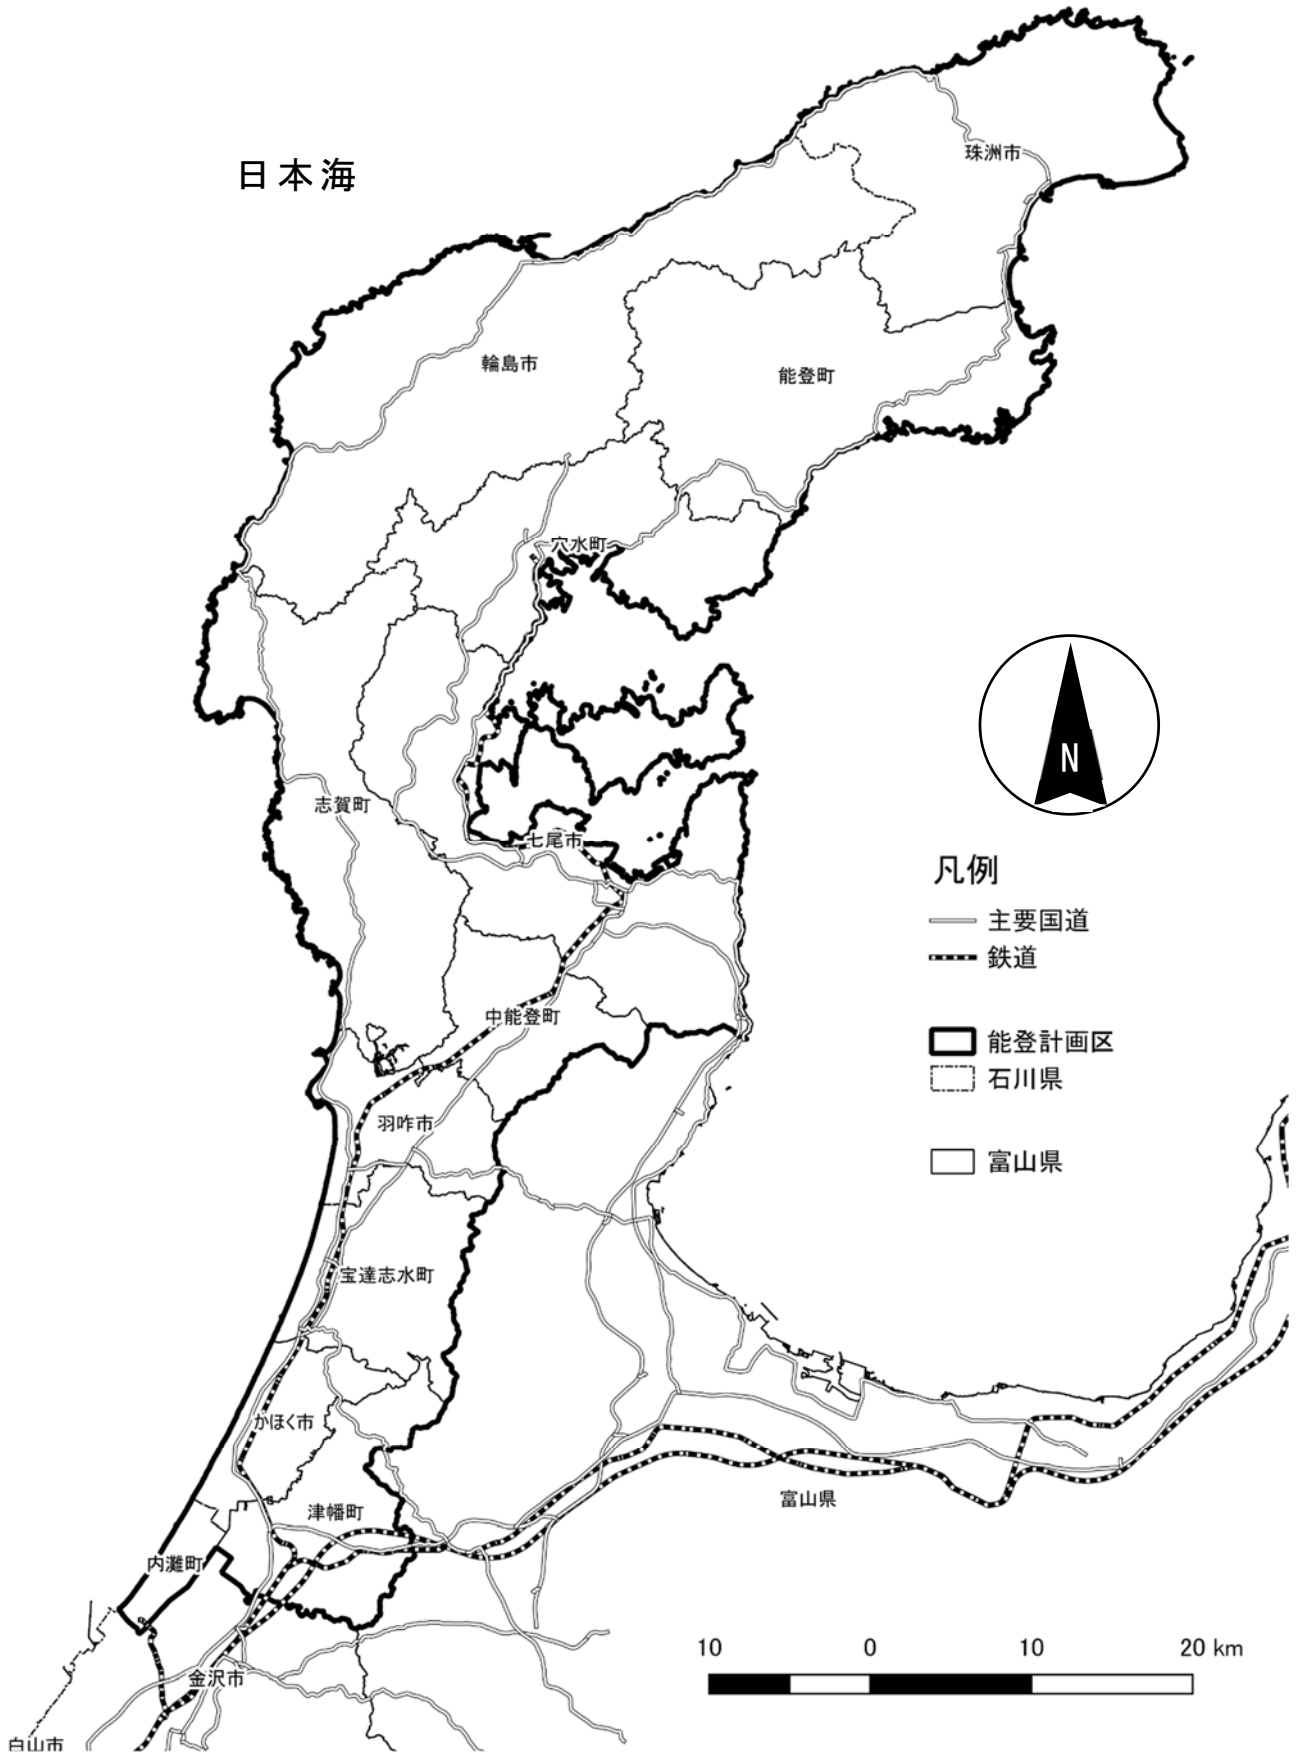 日本海
珠洲市
輪島市
能登町
穴水町
志賀町
七尾市
N
凡例
主要国道
鉄道
中能登町
能登計画区
石川県
羽咋市
富山県
宝達志水町
かほく市
富山県
津幡町
内灘町
10 0 10 20 km
金沢市
白山市